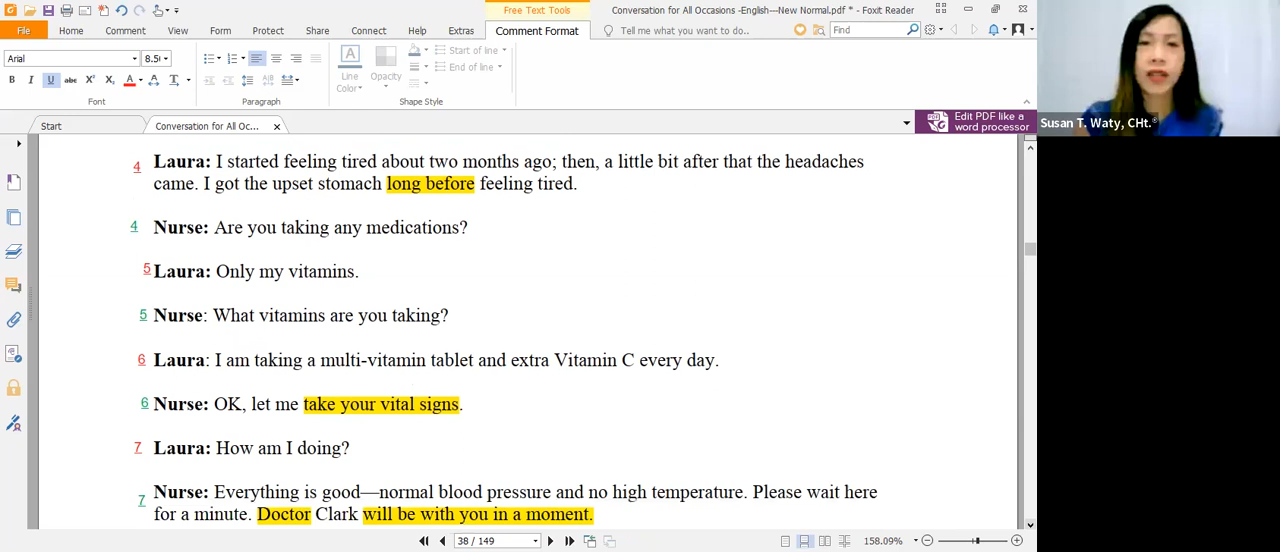 Free Text Tools
Conversation for All Occasions -English---New Normal.pdf * - Foxit Reader
File Home Comment View Form Protect Share Connect Help Extras Comment Format Tell me what you want to do.. Find
Arial 8.5(
B I U abc X² X₂ A A T
Line Color
Opacity
Start of line
End of line
Font Paragraph Shape Style
Start Conversation for All Oc... Edit PDF like a word processor
Susan T. Waty, CHt.®
4 Laura: I started feeling tired about two months ago; then, a little bit after that the headaches
came. I got the upset stomach long before feeling tired.
4 Nurse: Are you taking any medications?
5 Laura: Only my vitamins.
5 Nurse: What vitamins are you taking?
6 Laura: I am taking a multi-vitamin tablet and extra Vitamin C every day.
6 Nurse: OK, let me take your vital signs.
7 Laura: How am I doing?
7 Nurse: Everything is good—normal blood pressure and no high temperature. Please wait here
for a minute. Doctor Clark will be with you in a moment.
38 / 149 158.09%